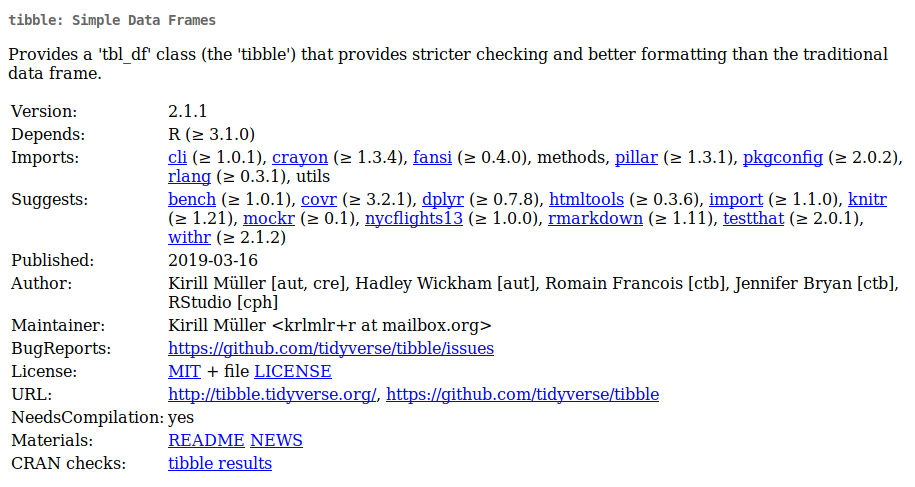 tibble: Simple Data Frames
Provides a 'tbl_df' class (the 'tibble') that provides stricter checking and better formatting than the traditional
data frame.
Version: 2.1.1
Depends: R (≥ 3.1.0)
Imports: cli (≥ 1.0.1), crayon (≥ 1.3.4), fansi (≥ 0.4.0), methods, pillar (≥ 1.3.1), pkgconfig (≥ 2.0.2),
rlang (≥ 0.3.1), utils
Suggests: bench (≥ 1.0.1), covr (≥ 3.2.1), dplyr (≥ 0.7.8), htmltools (≥ 0.3.6), import (≥ 1.1.0), knitr
(≥ 1.21), mockr (≥ 0.1), nycflights13 (≥ 1.0.0), rmarkdown (≥ 1.11), testthat (≥ 2.0.1),
withr (≥ 2.1.2)
Published: 2019-03-16
Author: Kirill Müller [aut, cre], Hadley Wickham [aut], Romain Francois [ctb], Jennifer Bryan [ctb],
RStudio [cph]
Maintainer: Kirill Müller <krlmlr+r at mailbox.org>
BugReports: https://github.com/tidyverse/tibble/issues
License: MIT + file LICENSE
URL: http://tibble.tidyverse.org/, https://github.com/tidyverse/tibble
NeedsCompilation: yes
Materials: README NEWS
CRAN checks: tibble results